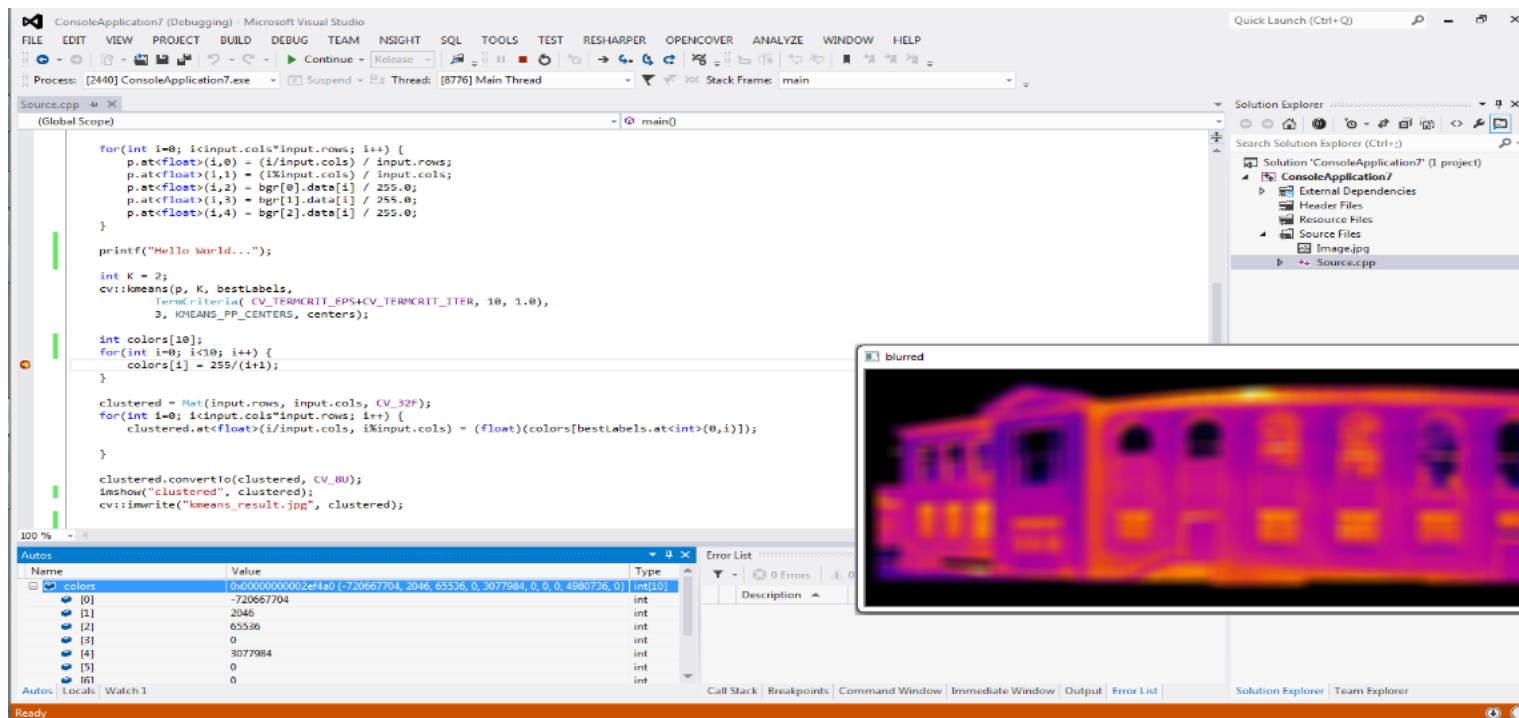 ConsoleApplication7 (Debugging) - Microsoft Visual Studio
Quick Launch (Ctrl+Q)
FILE EDIT VIEW PROJECT BUILD DEBUG TEAM NSIGHT SQL TOOLS TEST RESHARPER OPENCOVER ANALYZE WINDOW HELP
Continue Release
Process: [2440] ConsoleApplication7.exe Suspend Thread: [8776] Main Thread Stack Frame: main
Source.cpp
(Global Scope) main()
for(int i=0; i<input.cols*input.rows; i++) {
p.at<float>(i,0) = (i/input.cols) / input.rows;
p.at<float>(i,1) = (i%input.cols) / input.cols;
p.at<float>(i,2) = bgr[0].data[i] / 255.0;
p.at<float>(i,3) = bgr[1].data[i] / 255.0;
p.at<float>(i,4) = bgr[2].data[i] / 255.0;
}
printf("Hello World...");
int K = 2;
cv::kmeans(p, K, bestLabels,
TermCriteria( CV_TERMCRIT_EPS+CV_TERMCRIT_ITER, 10, 1.0),
3, KMEANS_PP_CENTERS, centers);
int colors[10];
for(int i=0; i<10; i++) {
colors[i] = 255/(i+1);
}
clustered = Mat(input.rows, input.cols, CV_32F);
for(int i=0; i<input.cols*input.rows; i++) {
clustered.at<float>(i/input.cols, i%input.cols) = (float)(colors[bestLabels.at<int>(0,i)]);
}
clustered.convertTo(clustered, CV_8U);
imshow("clustered", clustered);
cv::imwrite("kmeans_result.jpg", clustered);
100 %
Solution Explorer
Search Solution Explorer (Ctrl+;)
Solution 'ConsoleApplication7' (1 project)
ConsoleApplication7
External Dependencies
Header Files
Resource Files
Source Files
Image.jpg
Source.cpp
blurred
Autos
Name Value Type
colors 0x00000000002ef4a0 {-720667704, 2046, 65536, 0, 3077984, 0, 0, 0, 4980736, 0} int[10]
[0] -720667704 int
[1] 2046 int
[2] 65536 int
[3] 0 int
[4] 3077984 int
[5] 0 int
[6] 0 int
Autos Locals Watch 1
Error List
0 Errors 0
Description
Call Stack Breakpoints Command Window Immediate Window Output Error List
Solution Explorer Team Explorer
Ready